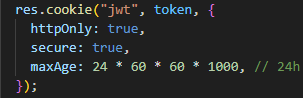 res.cookie("jwt", token, {
  httpOnly: true,
  secure: true,
  maxAge: 24 * 60 * 60 * 1000, // 24h
});